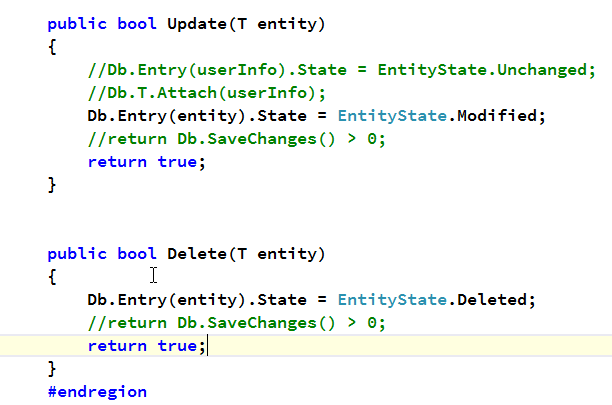 public bool Update(T entity)
{
//Db.Entry(userInfo).State = EntityState.Unchanged;
//Db.T.Attach(userInfo);
Db.Entry(entity).State = EntityState.Modified;
//return Db.SaveChanges() > 0;
return true;
}
public bool Delete(T entity)
{
Db.Entry(entity).State = EntityState.Deleted;
//return Db.SaveChanges() > 0;
return true;
}
#endregion